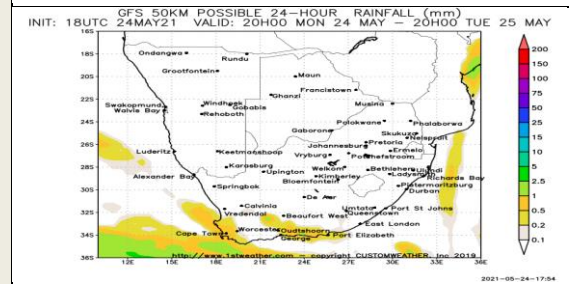 GFS 50KM POSSIBLE 24-HOUR RAINFALL (mm)
INIT: 18UTC 24MAY21 VALID: 20H00 MON 24 MAY - 20H00 TUE 25 MAY
16S
18S
20S
22S
24S
26S
28S
30S
32S
34S
36S
Ondangwa
Rundu
Grootfontein
Maun
Francistown
Ghanzi
Musina
Swakopmund
Windhoek
Gobabis
Walvis Bay
Rehoboth
Polokwane
Phalaborwa
Gaborone
Skukuza
Nelspruit
Pretoria
Johannesburg
Ermelo
Luderitz
Keetmanshoop
Vryburg
Potchefstroom
Karasburg
Welkom
Bethlehem
Ulundi
Alexander Bay
Upington
Kimberley
Ladysmith
Richards Bay
Bloemfontein
Pietermaritzburg
Springbok
Durban
De Aar
Calvinia
Umtata
Port St Johns
Vredendal
Beaufort West
Queenstown
East London
Cape Town
Worcester
Oudtshoorn
George
Port Elizabeth
http://www.1stweather.com - copyright CUSTOMWEATHER, Inc 2019
12E 15E 18E 21E 24E 27E 30E 33E 36E
200
150
100
75
50
25
15
10
5
2.5
1
0.5
0.2
0.1
2021-05-24-17:54